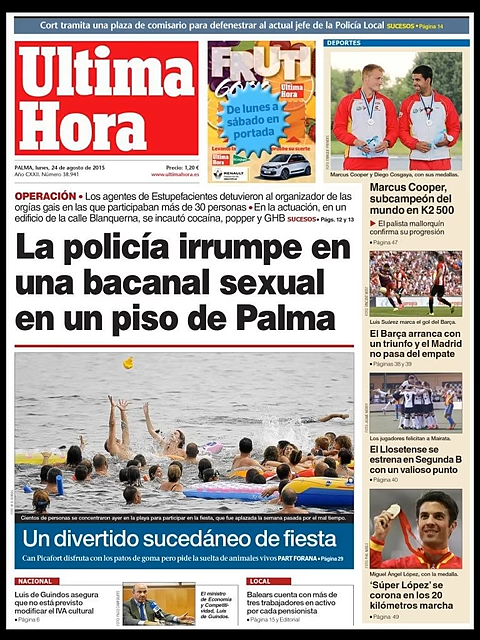 Cort tramita una plaza de comisario para defenestrar al actual jefe de la Policía Local SUCESOS • Página 14
Ultima
Hora
PALMA, lunes, 24 de agosto de 2015
Precio: 1,20 €
Año CXXII. Número 38.941
www.ultimahora.es
FRUTI
De lunes a
sábado en
portada
Ultima
Hora
RENAULT
DEPORTES
Marcus Cooper y Diego Cosgaya, con sus medallas.
Marcus Cooper,
subcampeón del
mundo en K2 500
▶ El palista mallorquín
confirma su progresión
• Página 47
OPERACIÓN • Los agentes de Estupefacientes detuvieron al organizador de las
orgías gais en las que participaban más de 30 personas • En la actuación, en un
edificio de la calle Blanquerna, se incautó cocaína, popper y GHB SUCESOS • Págs. 12 y 13
La policía irrumpe en
una bacanal sexual
en un piso de Palma
Luis Suárez marca el gol del Barça.
El Barça arranca con
un triunfo y el Madrid
no pasa del empate
• Páginas 38 y 39
Los jugadores felicitan a Mairata.
El Llosetense se
estrena en Segunda B
con un valioso punto
• Página 40
Cientos de personas se concentraron ayer en la playa para participar en la fiesta, que fue aplazada la semana pasada por el mal tiempo.
Un divertido sucedáneo de fiesta
Can Picafort disfruta con los patos de goma pero pide la suelta de animales vivos PART FORANA • Página 29
Miguel Ángel López, con la medalla.
'Súper López' se
corona en los 20
kilómetros marcha
• Página 49
NACIONAL
Luis de Guindos asegura
que no está previsto
modificar el IVA cultural
• Página 6
El ministro
de Economía
y Competiti-
vidad, Luis
de Guindos.
LOCAL
Balears cuenta con más de
tres trabajadores en activo
por cada pensionista
• Página 15 y Editorial